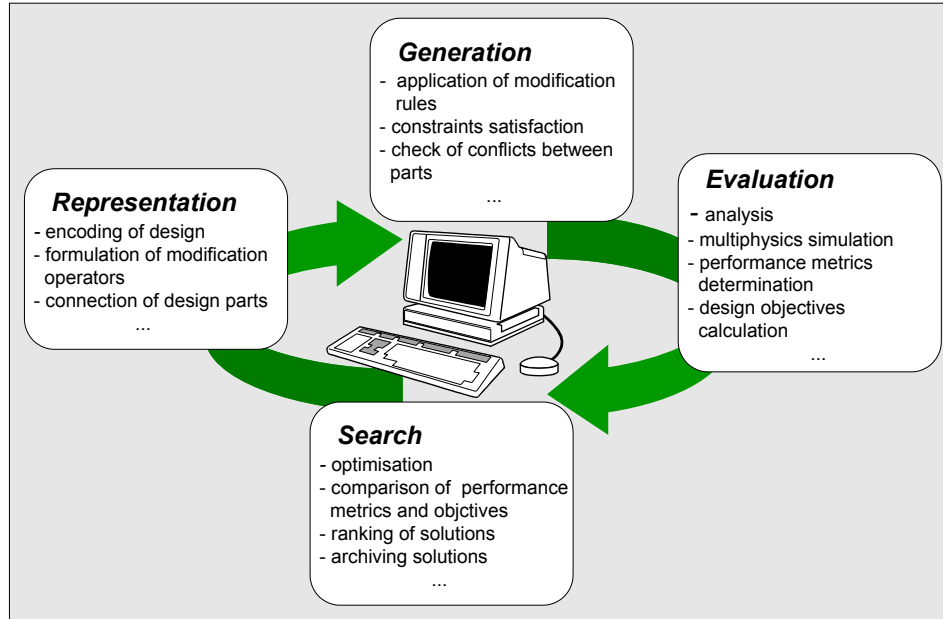 Generation
- application of modification
rules
- constraints satisfaction
- check of conflicts between
parts
...
Representation
- encoding of design
- formulation of modification
operators
- connection of design parts
...
Evaluation
- analysis
- multiphysics simulation
- performance metrics
determination
- design objectives
calculation
...
Search
- optimisation
- comparison of performance
metrics and objctives
- ranking of solutions
- archiving solutions
...